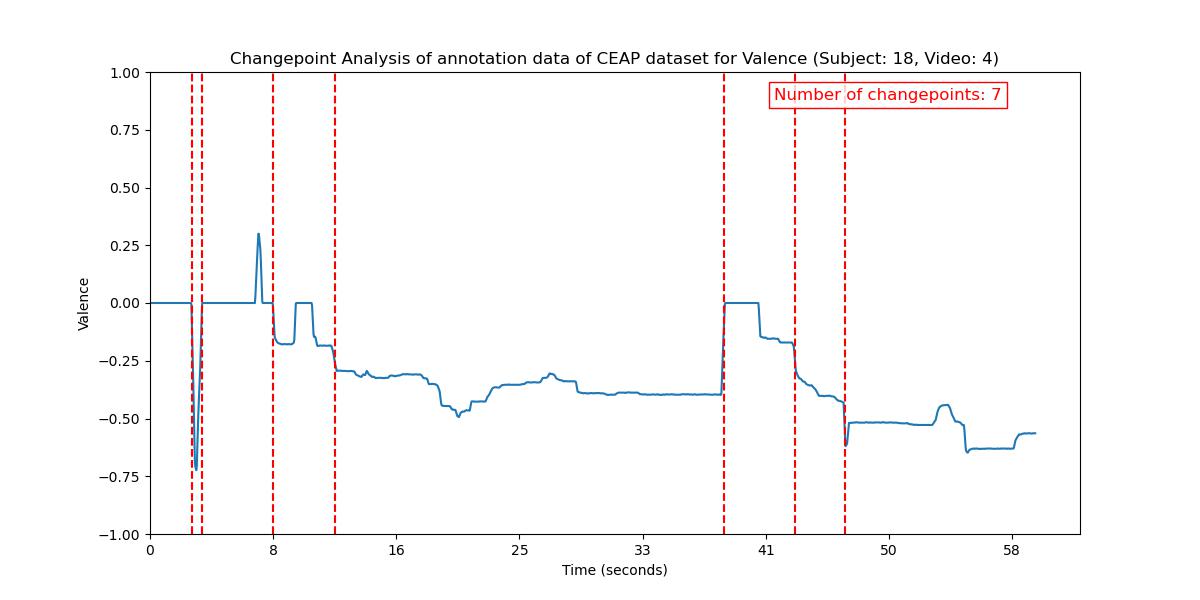 Changepoint Analysis of annotation data of CEAP dataset for Valence (Subject: 18, Video: 4)
Number of changepoints: 7
1.00
0.75
0.50
0.25
0.00
−0.25
−0.50
−0.75
−1.00
Valence
0 8 16 25 33 41 50 58
Time (seconds)